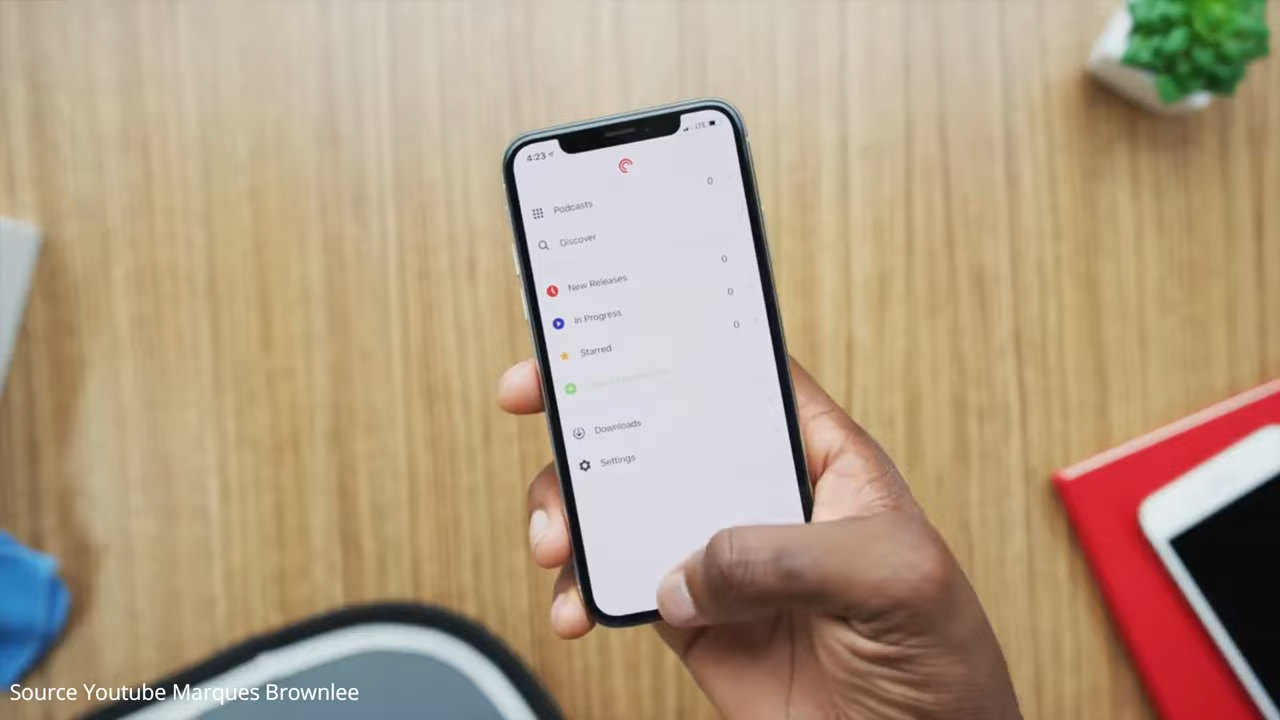 4:23
LTE
0
Podcasts
Discover
0
New Releases
0
In Progress
0
Starred
Downloads
Settings
Source Youtube Marques Brownlee